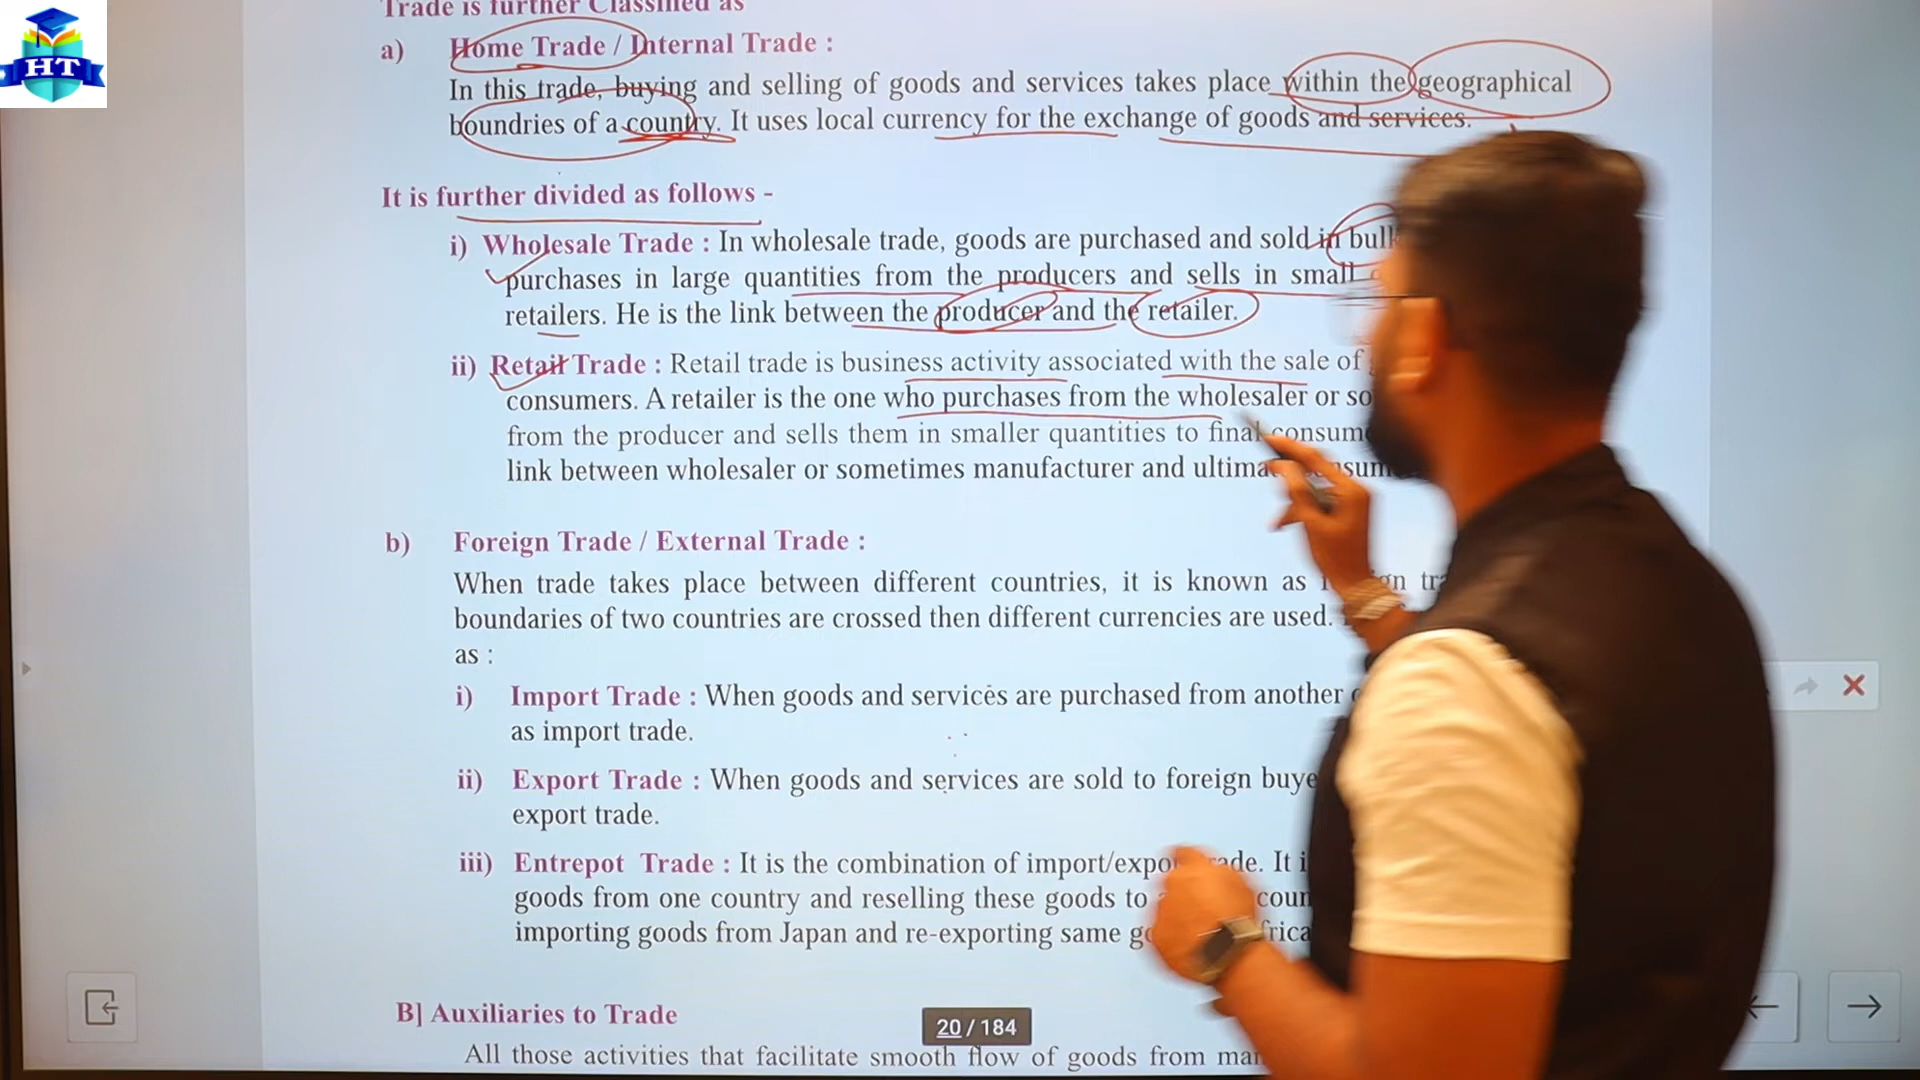 HT
Trade is further Classified as
a) Home Trade / Internal Trade :
In this trade, buying and selling of goods and services takes place within the geographical
boundries of a country. It uses local currency for the exchange of goods and services.
It is further divided as follows -
i) Wholesale Trade : In wholesale trade, goods are purchased and sold in bulk
purchases in large quantities from the producers and sells in small
retailers. He is the link between the producer and the retailer.
ii) Retail Trade : Retail trade is business activity associated with the sale of
consumers. A retailer is the one who purchases from the wholesaler or
from the producer and sells them in smaller quantities to final
link between wholesaler or sometimes manufacturer and
b) Foreign Trade / External Trade :
When trade takes place between different countries, it is known as
boundaries of two countries are crossed then different currencies are used.
as :
i) Import Trade : When goods and services are purchased from another
as import trade.
ii) Export Trade : When goods and services are sold to foreign
export trade.
iii) Entrepot Trade : It is the combination of import/export trade. It
goods from one country and reselling these goods to
importing goods from Japan and re-exporting same
B] Auxiliaries to Trade
20 / 184
All those activities that facilitate smooth flow of goods from